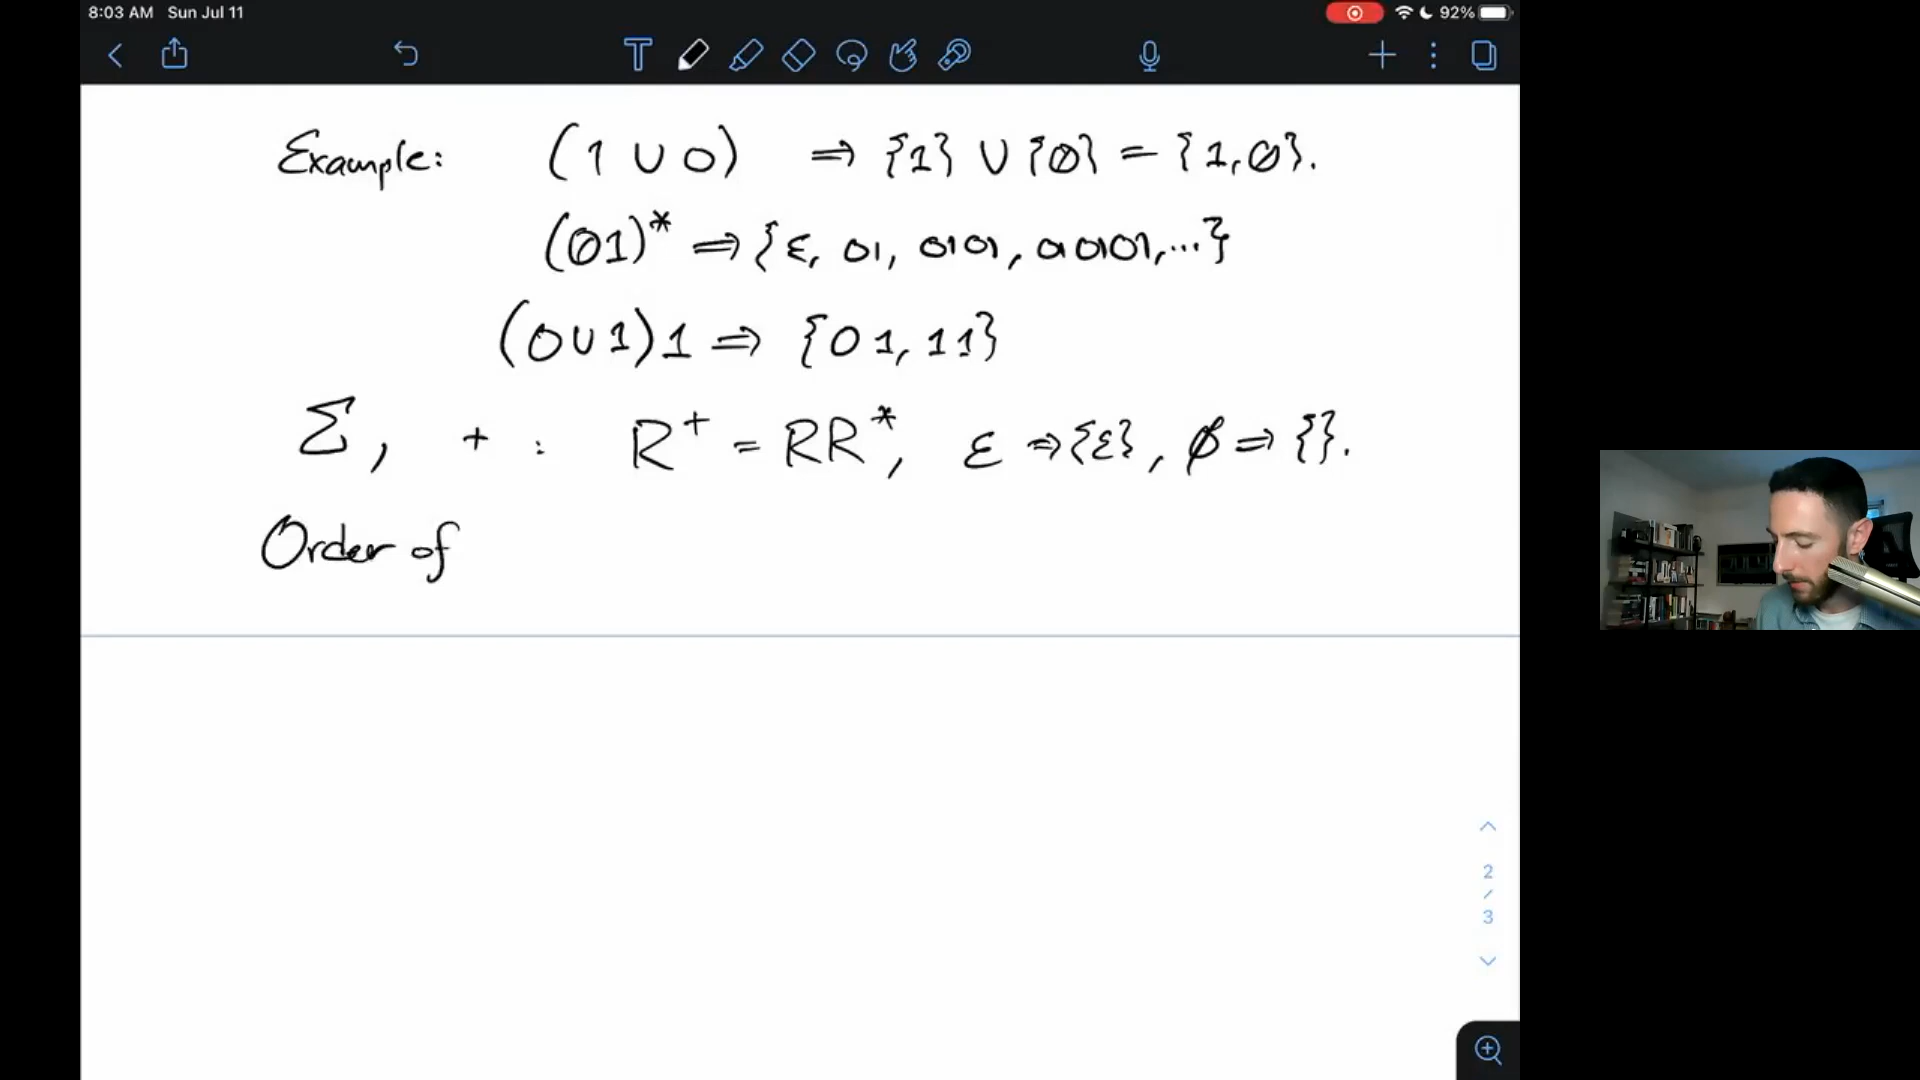 8:03 AM Sun Jul 11 92%
T
Example: (1 ∪ 0) ⇒ {1} ∪ {0} = {1,0}.
(01)* ⇒ {ε, 01, 0101, 010101,...}
(0∪1)1 ⇒ {01,11}
Σ, + : R⁺ = RR*, ε ⇒ {ε}, ∅ ⇒ {}.
Order of
2
/
3